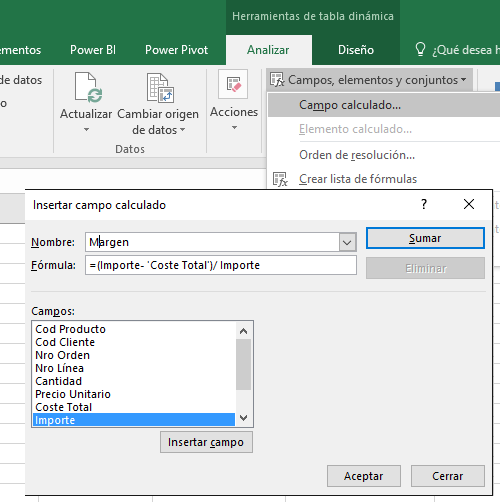 Herramientas de tabla dinámica
ementos Power BI Power Pivot Analizar Diseño ¿Qué desea h
de datos
o
Actualizar
Cambiar origen
de datos
Datos
Acciones
Campos, elementos y conjuntos
Campo calculado...
Elemento calculado...
Orden de resolución...
Crear lista de fórmulas
Insertar campo calculado ?
Nombre: Margen Sumar
Fórmula: =(Importe- 'Coste Total')/ Importe Eliminar
Campos:
Cod Producto
Cod Cliente
Nro Orden
Nro Línea
Cantidad
Precio Unitario
Coste Total
Importe
Insertar campo
Aceptar Cerrar